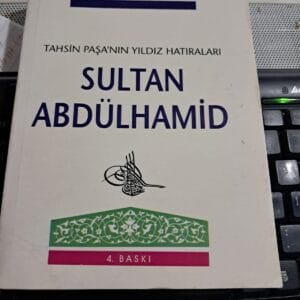 TAHSİN PAŞA'NIN YILDIZ HATIRALARI
SULTAN
ABDÜLHAMİD
4. BASKI